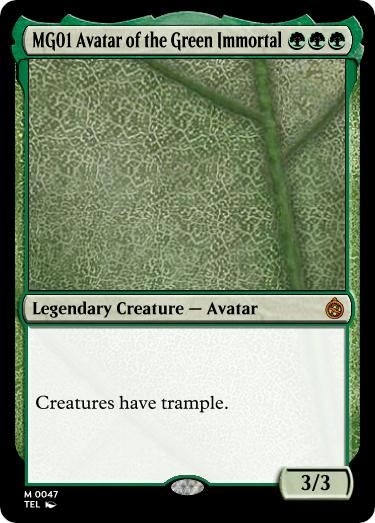 MG01 Avatar of the Green Immortal
Legendary Creature — Avatar
Creatures have trample.
3/3
M 0047
TEL